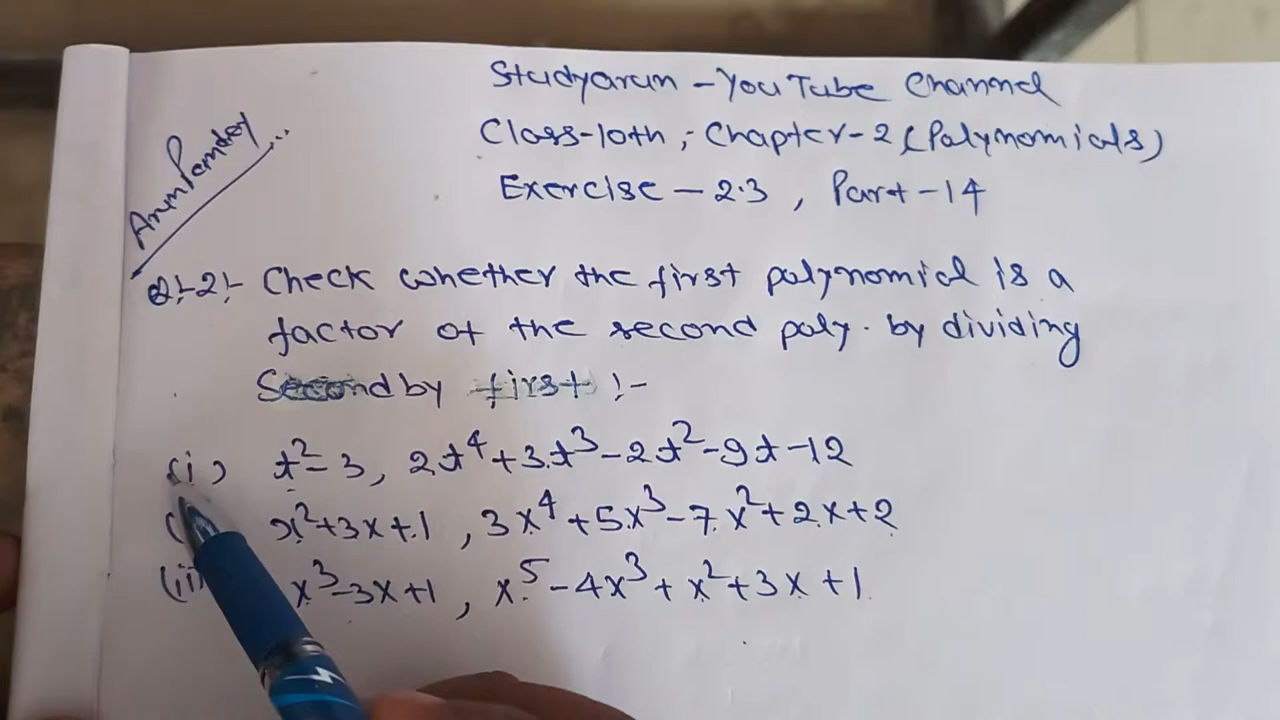 Studyarun - YouTube Channel
Class-10th ; Chapter-2 (Polynomials)
Exercise - 2.3 , Part-14
Arun Pandey...
Q:-2:- Check whether the first polynomial is a
factor of the second poly. by dividing
Second by first :-
(i) t²-3, 2t⁴+3t³-2t²-9t-12
( x²+3x+1 , 3x⁴+5x³-7x²+2x+2
(ii x³-3x+1 , x⁵-4x³+x²+3x+1